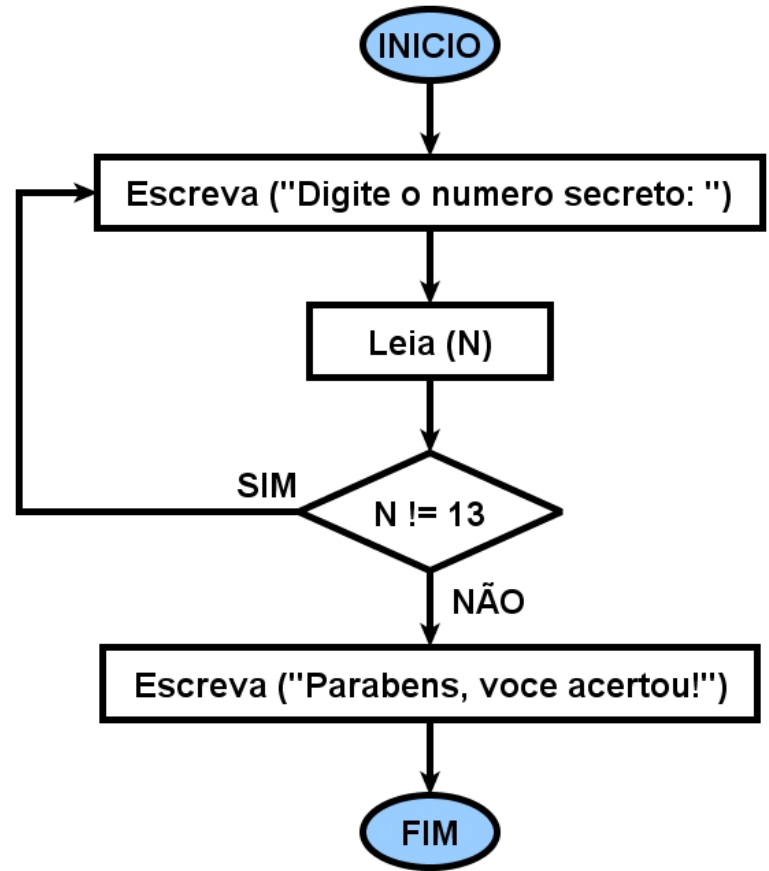 INICIO
Escreva ("Digite o numero secreto: ")
Leia (N)
SIM
N != 13
NÃO
Escreva ("Parabens, voce acertou!")
FIM